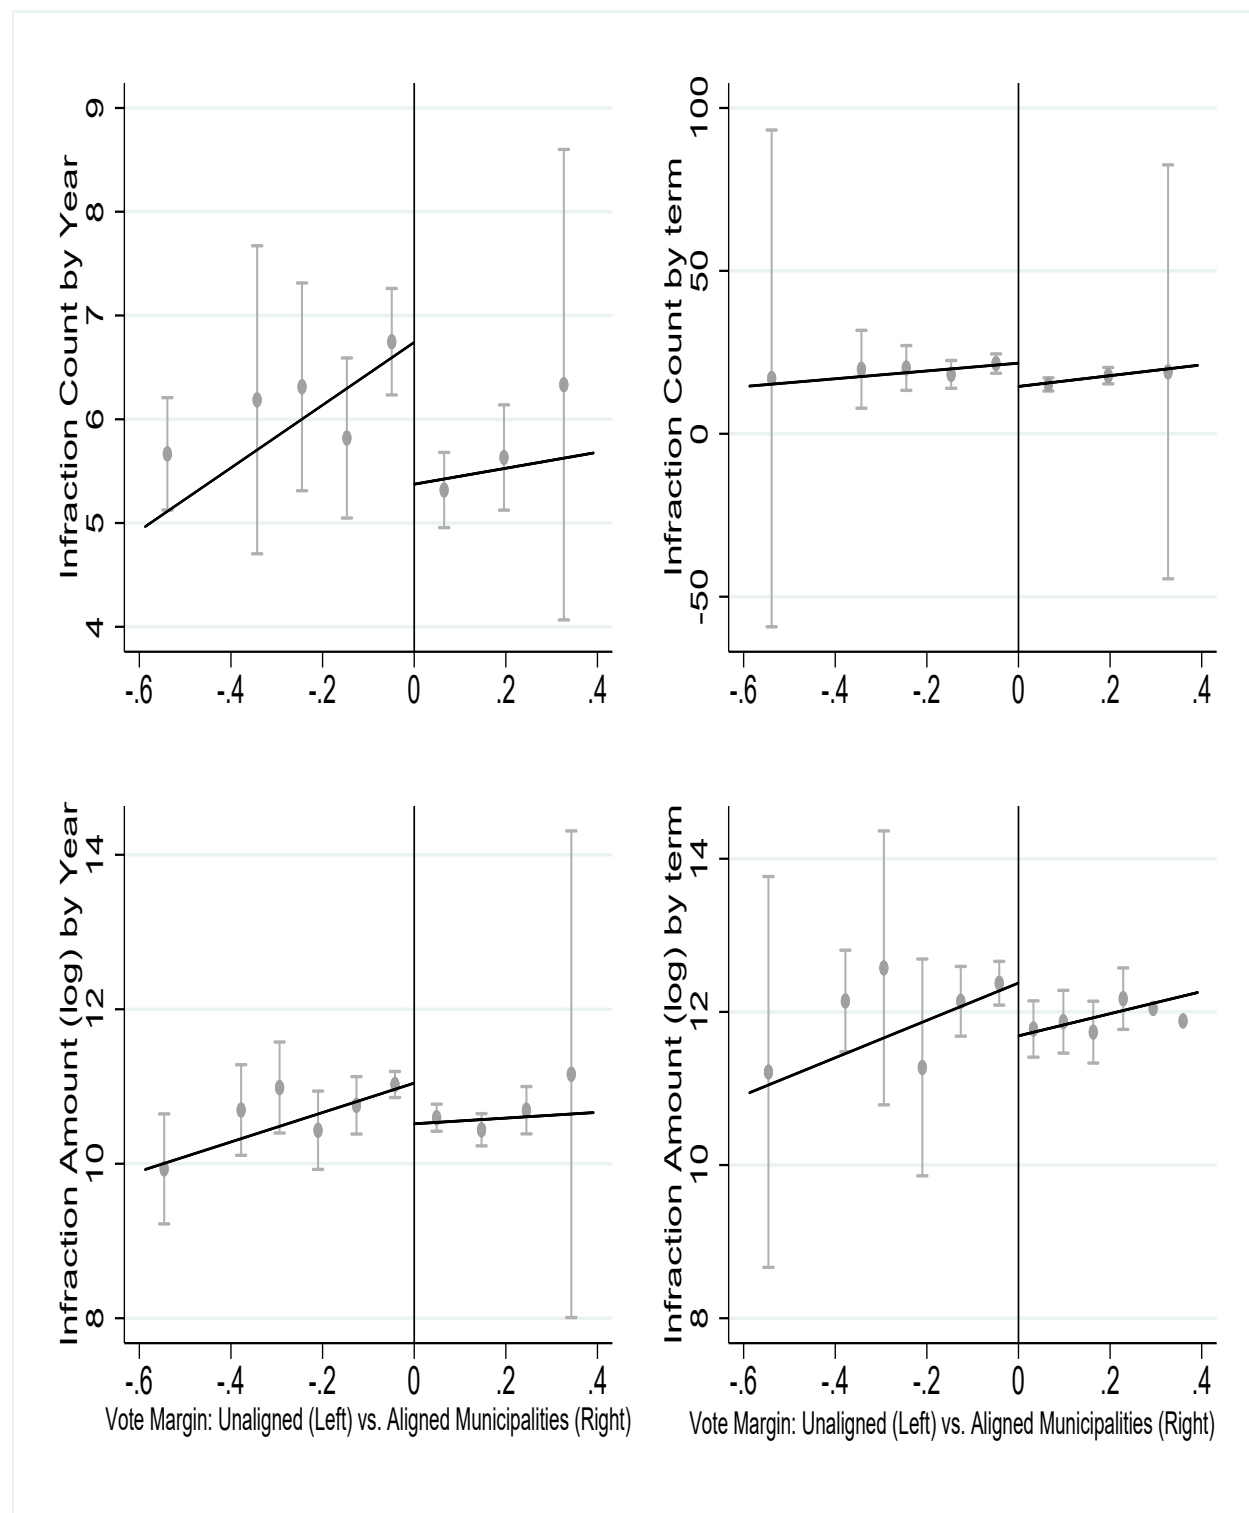 Infraction Count by Year
9
8
7
6
5
4
-.6 -.4 -.2 0 .2 .4
Infraction Count by term
100
50
0
-50
-.6 -.4 -.2 0 .2 .4
Infraction Amount (log) by Year
14
12
10
8
-.6 -.4 -.2 0 .2 .4
Vote Margin: Unaligned (Left) vs. Aligned Municipalities (Right)
Infraction Amount (log) by term
14
12
10
8
-.6 -.4 -.2 0 .2 .4
Vote Margin: Unaligned (Left) vs. Aligned Municipalities (Right)